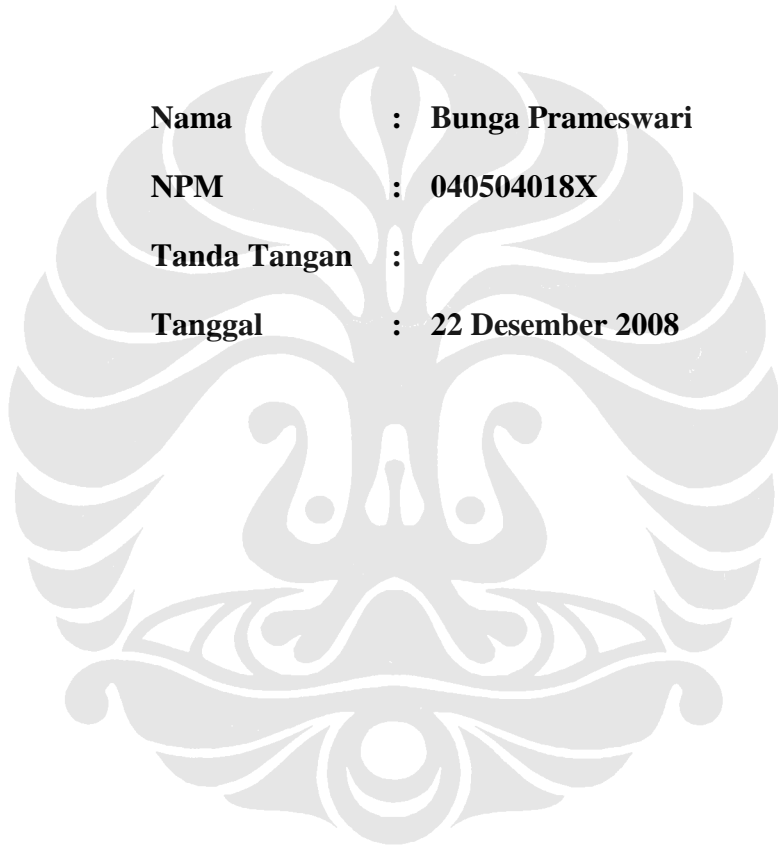 Nama : Bunga Prameswari
NPM : 040504018X
Tanda Tangan :
Tanggal : 22 Desember 2008